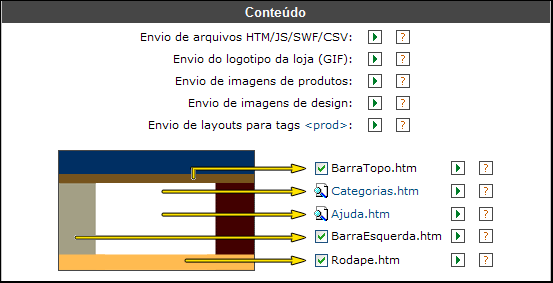 Conteúdo
Envio de arquivos HTM/JS/SWF/CSV: ?
Envio do logotipo da loja (GIF): ?
Envio de imagens de produtos: ?
Envio de imagens de design: ?
Envio de layouts para tags <prod>: ?
BarraTopo.htm ?
Categorias.htm
Ajuda.htm
BarraEsquerda.htm ?
Rodape.htm ?